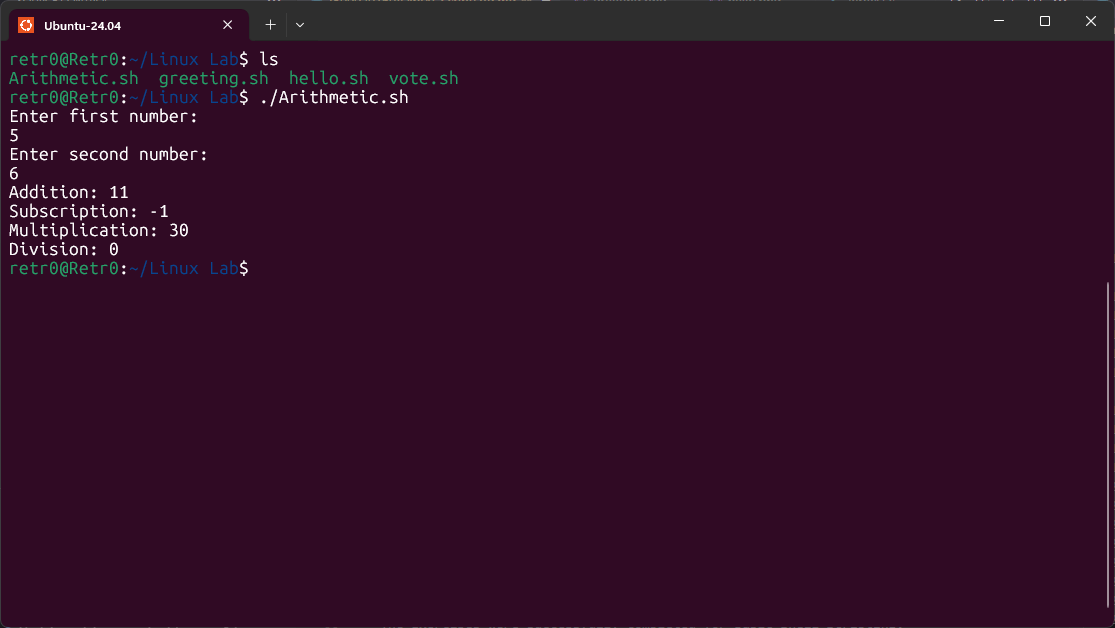 Ubuntu-24.04
retr0@Retr0:~/Linux Lab$ ls
Arithmetic.sh  greeting.sh  hello.sh  vote.sh
retr0@Retr0:~/Linux Lab$ ./Arithmetic.sh
Enter first number:
5
Enter second number:
6
Addition: 11
Subscription: -1
Multiplication: 30
Division: 0
retr0@Retr0:~/Linux Lab$